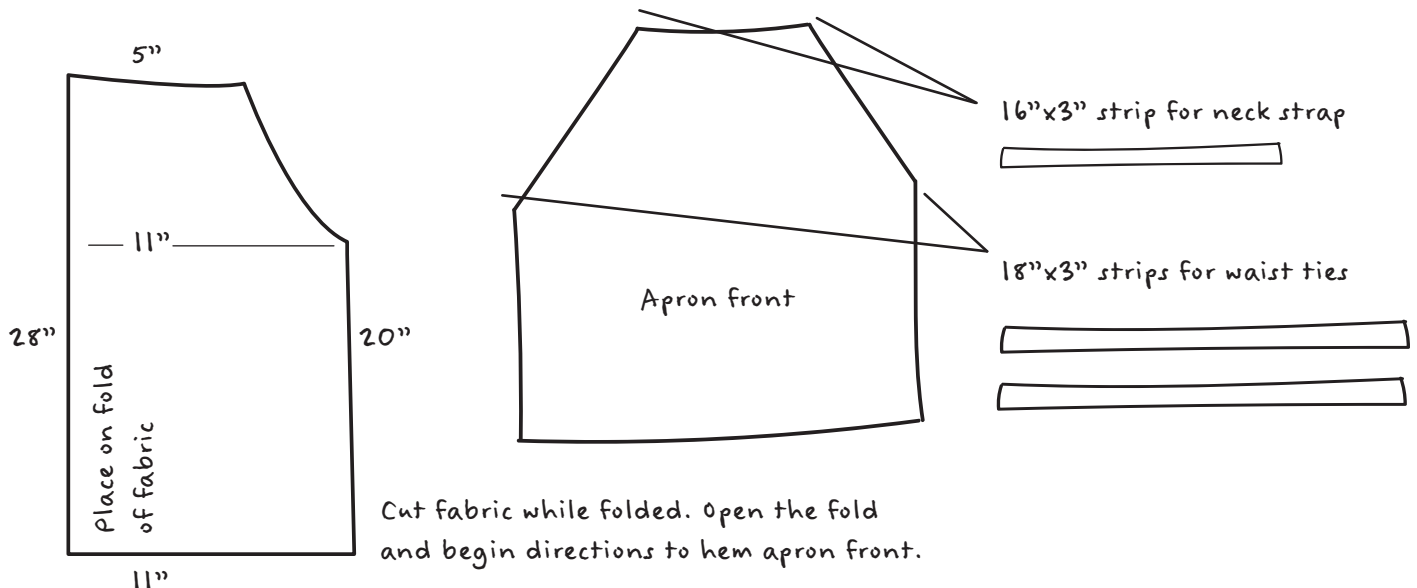 5”
11”
28”
20”
Place on fold
of fabric
11”
Apron front
16”x3” strip for neck strap
18”x3” strips for waist ties
Cut fabric while folded. Open the fold
and begin directions to hem apron front.